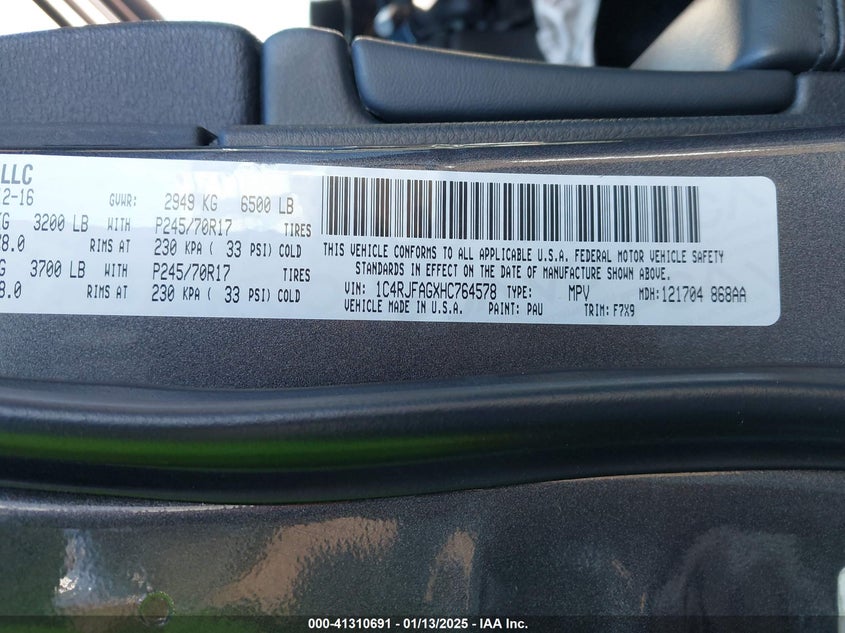 LLC
2-16 GVWR: 2949 KG 6500 LB
3200 LB WITH P245/70R17 TIRES
8.0 RIMS AT 230 KPA ( 33 PSI) COLD
3700 LB WITH P245/70R17 TIRES
8.0 RIMS AT 230 KPA ( 33 PSI) COLD
THIS VEHICLE CONFORMS TO ALL APPLICABLE U.S.A. FEDERAL MOTOR VEHICLE SAFETY
STANDARDS IN EFFECT ON THE DATE OF MANUFACTURE SHOWN ABOVE.
VIN: 1C4RJFAGXHC764578 TYPE: MPV MDH: 121704 868AA
VEHICLE MADE IN U.S.A. PAINT: PAU TRIM: F7X9
000-41310691 - 01/13/2025 - IAA Inc.